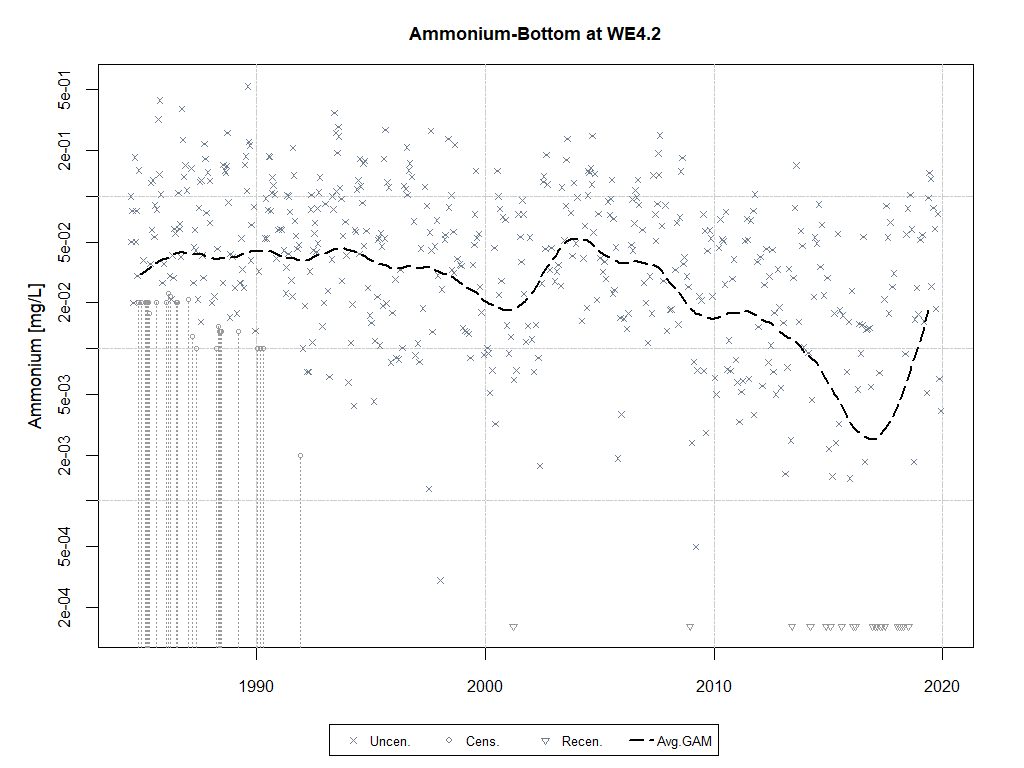 Ammonium-Bottom at WE4.2
Ammonium [mg/L]
5e-01
2e-01
5e-02
2e-02
5e-03
2e-03
5e-04
2e-04
1990 2000 2010 2020
Uncen. Cens. Recen. Avg.GAM